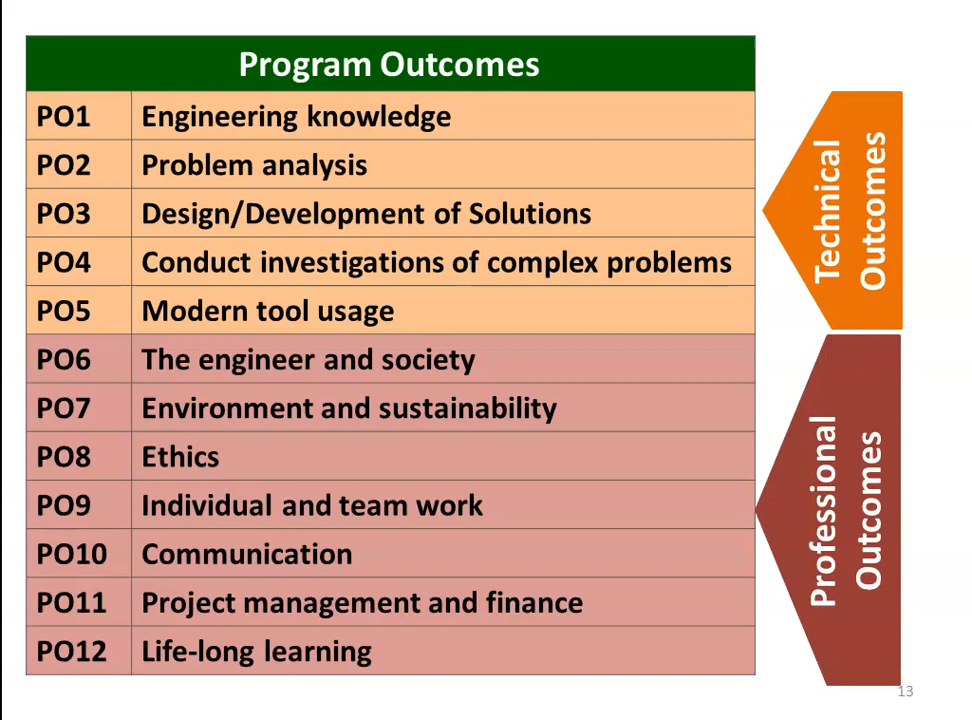 Program Outcomes
PO1 Engineering knowledge
PO2 Problem analysis
PO3 Design/Development of Solutions
PO4 Conduct investigations of complex problems
PO5 Modern tool usage
PO6 The engineer and society
PO7 Environment and sustainability
PO8 Ethics
PO9 Individual and team work
PO10 Communication
PO11 Project management and finance
PO12 Life-long learning
Technical
Outcomes
Professional
Outcomes
13